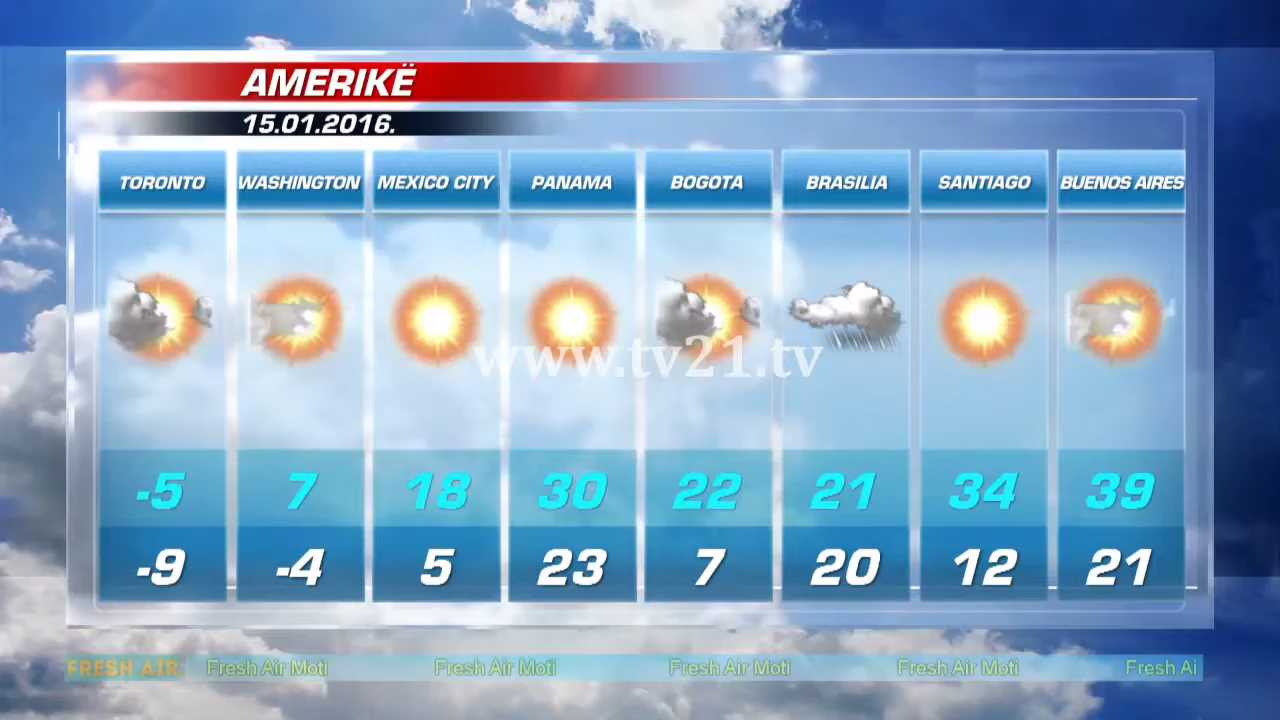 AMERIKË
15.01.2016.
TORONTO WASHINGTON MEXICO CITY PANAMA BOGOTA BRASILIA SANTIAGO BUENOS AIRES
www.tv21.tv
-5 7 18 30 22 21 34 39
-9 -4 5 23 7 20 12 21
FRESH AIR Fresh Air Moti Fresh Air Moti Fresh Air Moti Fresh Air Moti Fresh Ai